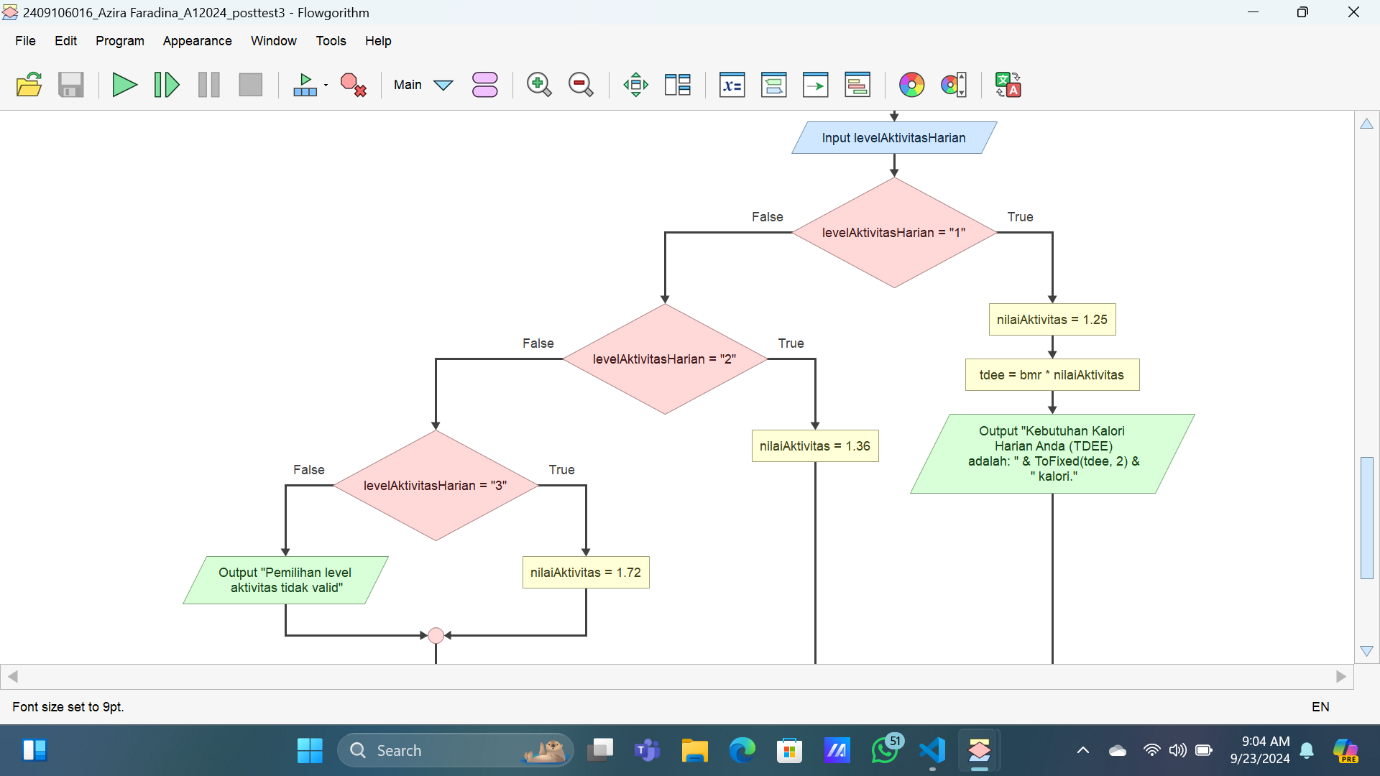 2409106016_Azira Faradina_A12024_posttest3 - Flowgorithm
File Edit Program Appearance Window Tools Help
Main
x=
A
Input levelAktivitasHarian
False
True
levelAktivitasHarian = "1"
nilaiAktivitas = 1.25
False
True
levelAktivitasHarian = "2"
tdee = bmr * nilaiAktivitas
Output "Kebutuhan Kalori
Harian Anda (TDEE)
adalah: " & ToFixed(tdee, 2) &
" kalori."
nilaiAktivitas = 1.36
False
True
levelAktivitasHarian = "3"
Output "Pemilihan level
aktivitas tidak valid"
nilaiAktivitas = 1.72
Font size set to 9pt.
EN
Search
51
9:04 AM
9/23/2024
PRE